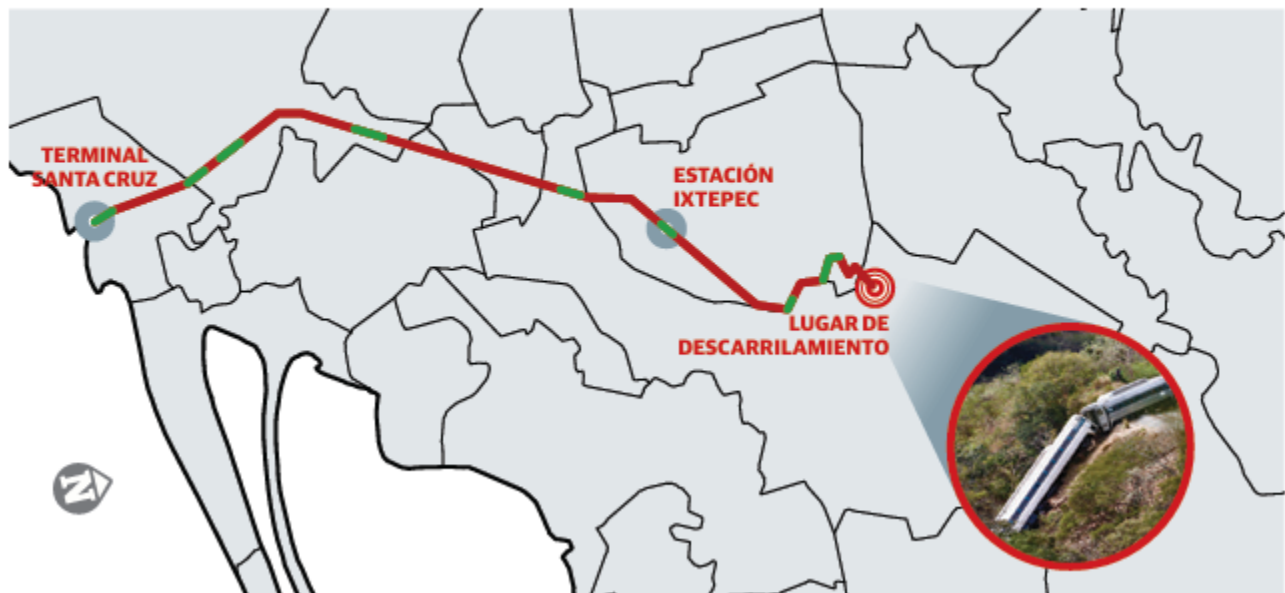 TERMINAL
SANTA CRUZ
ESTACIÓN
IXTEPEC
LUGAR DE
DESCARRILAMIENTO
N